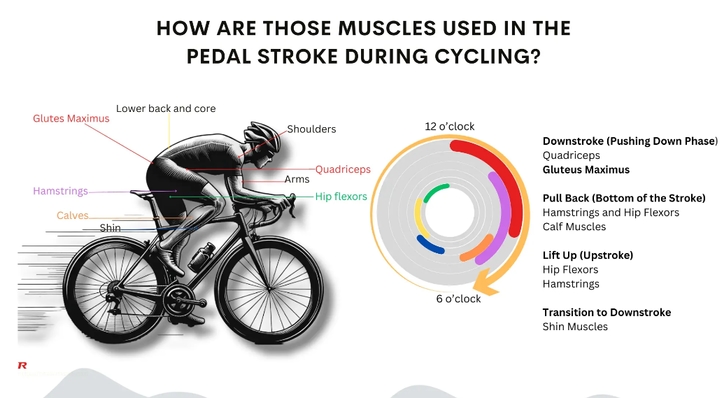 HOW ARE THOSE MUSCLES USED IN THE
PEDAL STROKE DURING CYCLING?
Lower back and core
Glutes Maximus
Shoulders
Quadriceps
Arms
Hamstrings
Hip flexors
Calves
Shin
12 o'clock
6 o'clock
Downstroke (Pushing Down Phase)
Quadriceps
Gluteus Maximus
Pull Back (Bottom of the Stroke)
Hamstrings and Hip Flexors
Calf Muscles
Lift Up (Upstroke)
Hip Flexors
Hamstrings
Transition to Downstroke
Shin Muscles
R